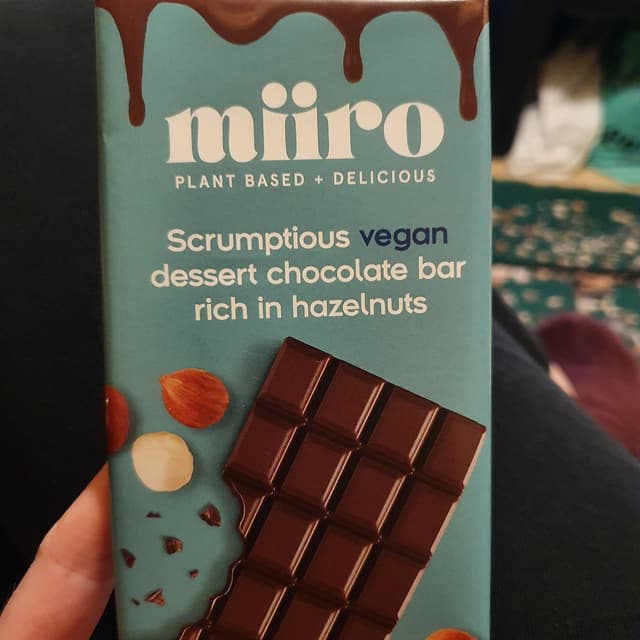 miiro
PLANT BASED + DELICIOUS
Scrumptious vegan
dessert chocolate bar
rich in hazelnuts